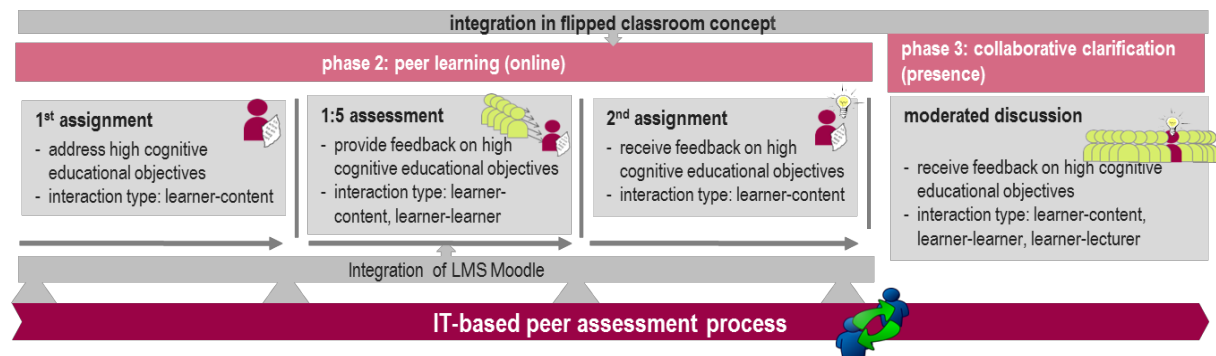 integration in flipped classroom concept
phase 2: peer learning (online)
phase 3: collaborative clarification
(presence)
1st assignment
- address high cognitive
educational objectives
- interaction type: learner-content
1:5 assessment
- provide feedback on high
cognitive educational objectives
- interaction type: learner-
content, learner-learner
2nd assignment
- receive feedback on high
cognitive educational objectives
- interaction type: learner-content
moderated discussion
- receive feedback on high cognitive
educational objectives
- interaction type: learner-content,
learner-learner, learner-lecturer
Integration of LMS Moodle
IT-based peer assessment process